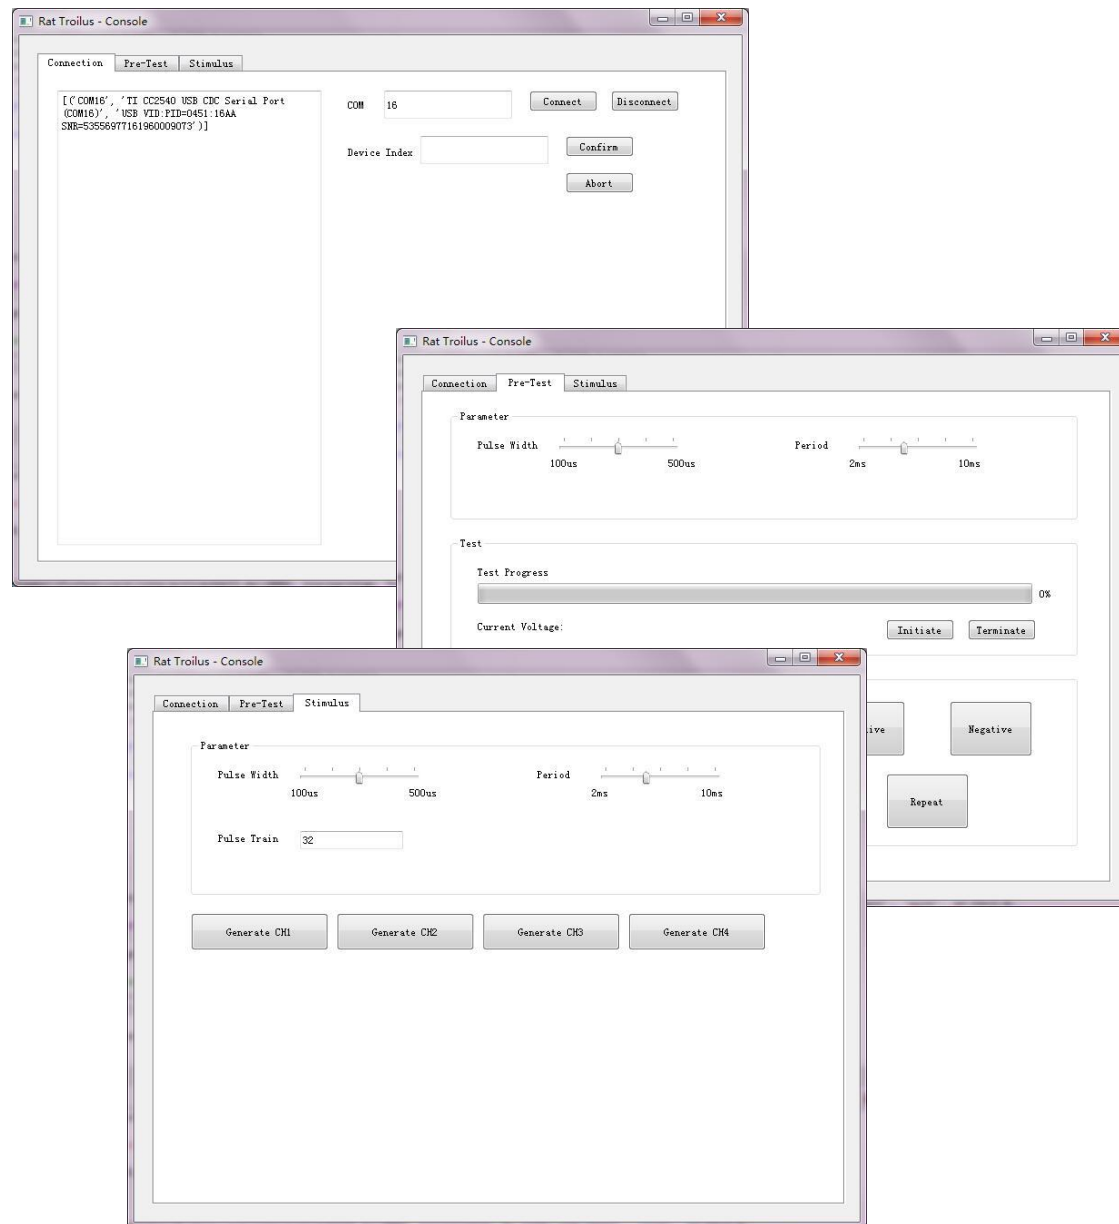 Rat Troilus - Console
Connection Pre-Test Stimulus
[('COM16', 'TI CC2540 USB CDC Serial Port
(COM16)', 'USB VID:PID=0451:16AA
SNR=53556977161960009073')]
COM 16 Connect Disconnect
Device Index Confirm
Abort
Rat Troilus - Console
Connection Pre-Test Stimulus
Parameter
Pulse Width Period
100us 500us 2ms 10ms
Test
Test Progress
0%
Current Voltage: Initiate Terminate
ive Negative
Repeat
Rat Troilus - Console
Connection Pre-Test Stimulus
Parameter
Pulse Width Period
100us 500us 2ms 10ms
Pulse Train 32
Generate CH1 Generate CH2 Generate CH3 Generate CH4